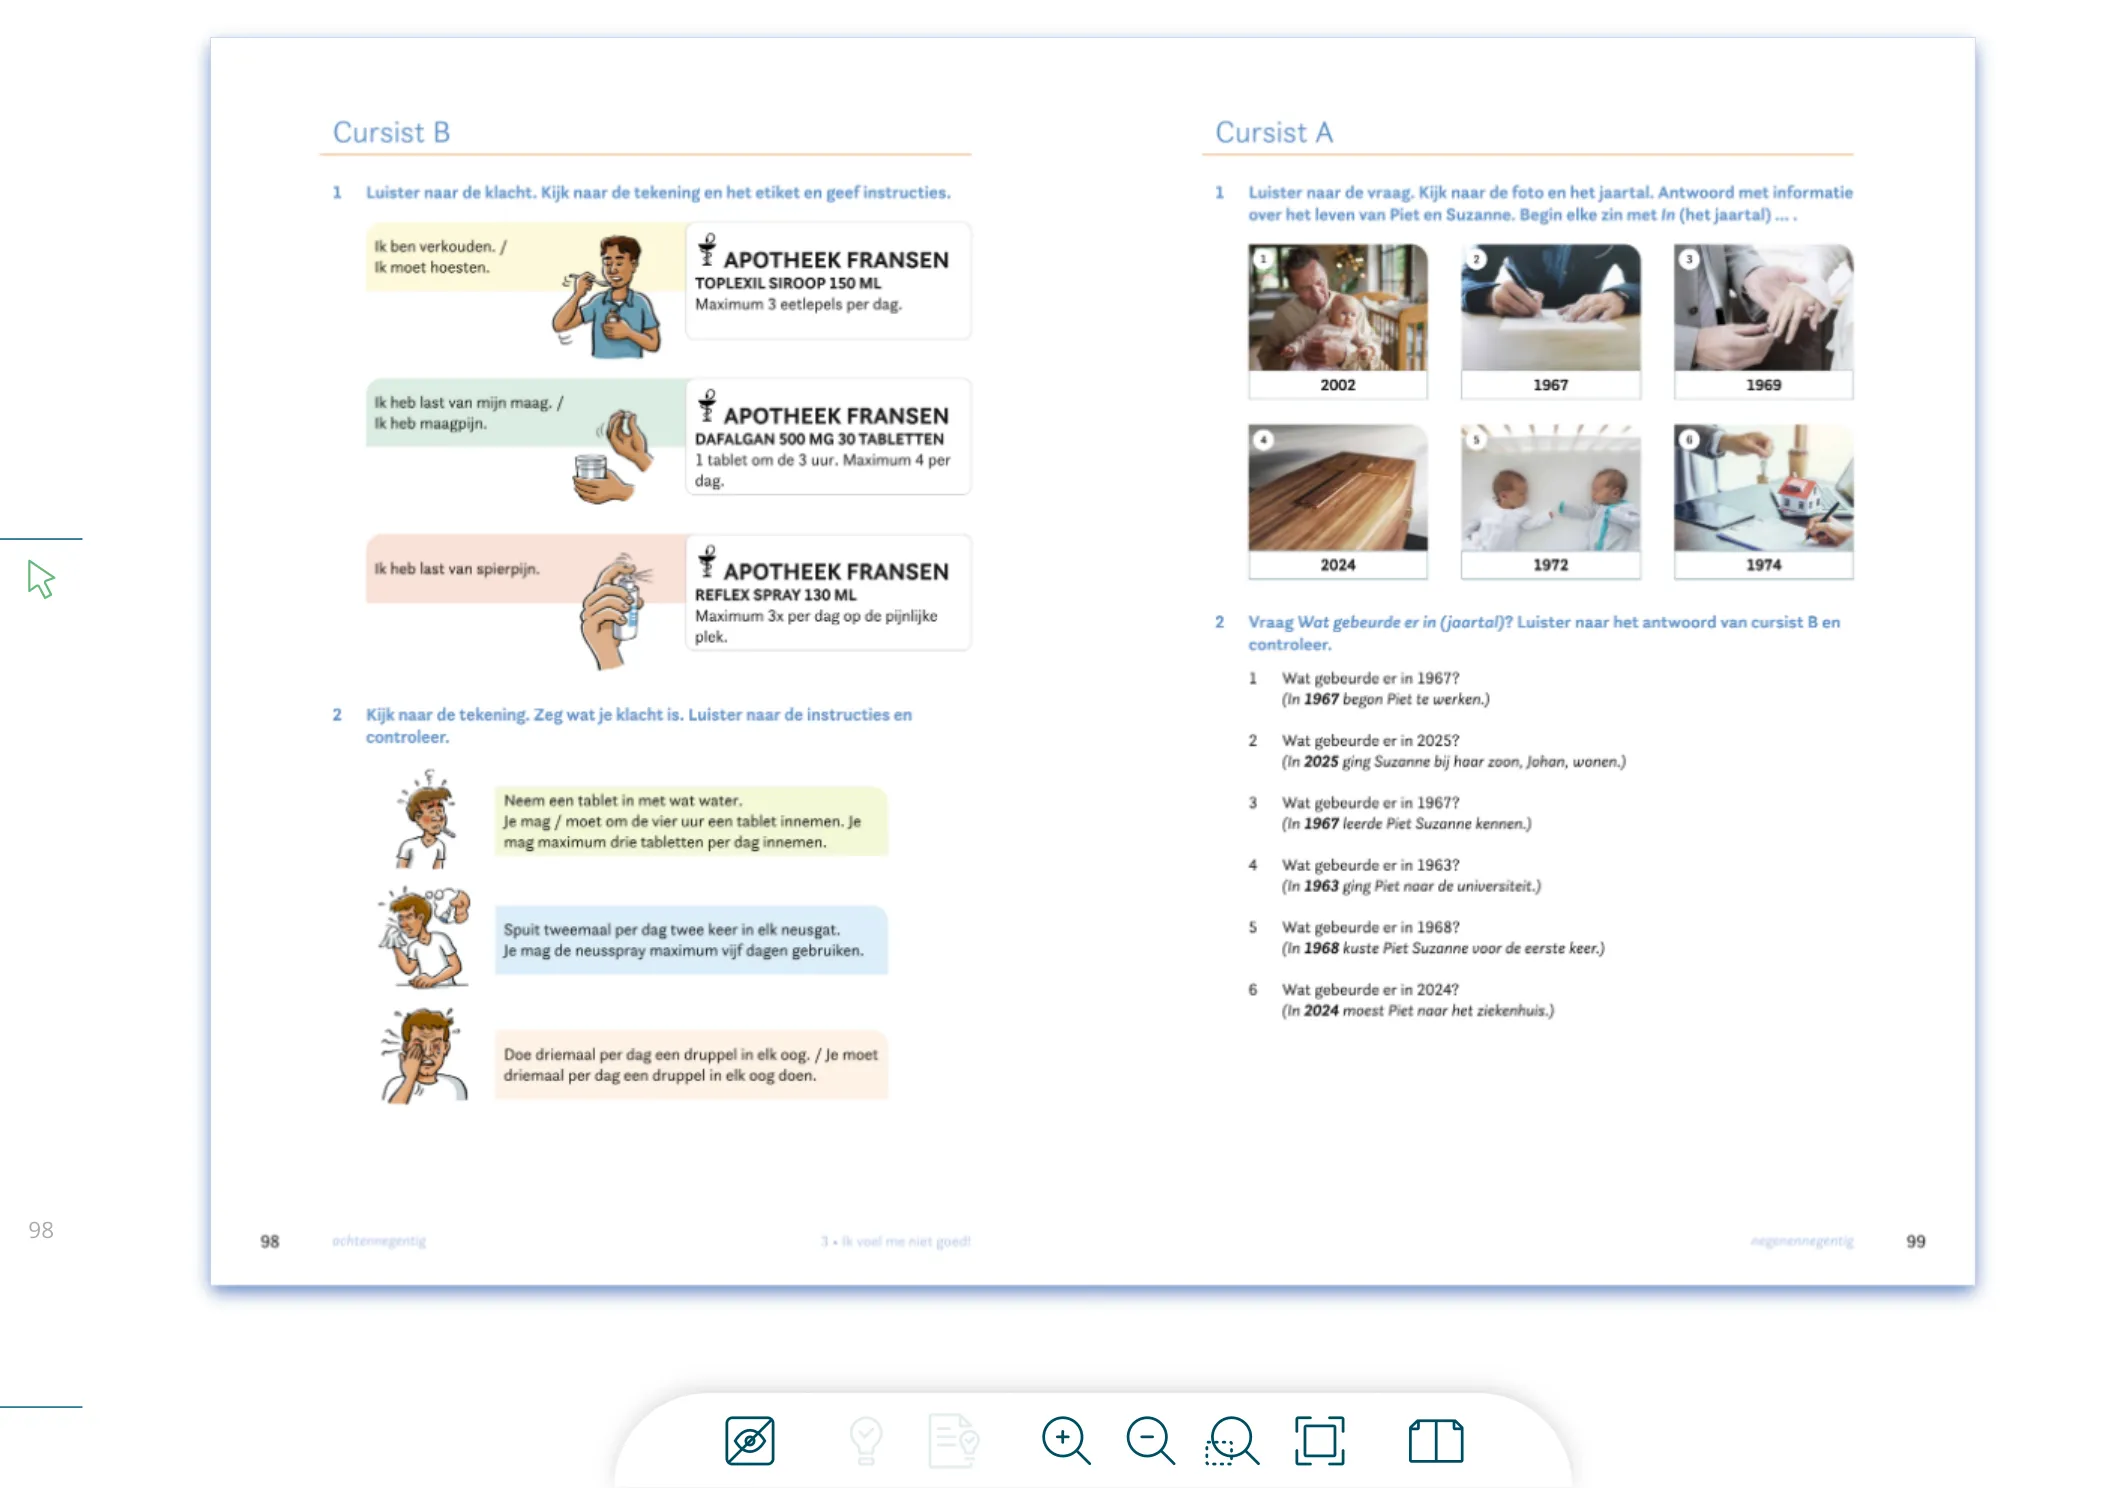 Cursist B
1 Luister naar de klacht. Kijk naar de tekening en het etiket en geef instructies.
Ik ben verkouden. /
Ik moet hoesten.
APOTHEEK FRANSEN
TOPLEXIL SIROOP 150 ML
Maximum 3 eetlepels per dag.
Ik heb last van mijn maag. /
Ik heb maagpijn.
APOTHEEK FRANSEN
DAFALGAN 500 MG 30 TABLETTEN
1 tablet om de 3 uur. Maximum 4 per
dag.
Ik heb last van spierpijn.
APOTHEEK FRANSEN
REFLEX SPRAY 130 ML
Maximum 3x per dag op de pijnlijke
plek.
2 Kijk naar de tekening. Zeg wat je klacht is. Luister naar de instructies en
controleer.
Neem een tablet in met wat water.
Je mag / moet om de vier uur een tablet innemen. Je
mag maximum drie tabletten per dag innemen.
Spuit tweemaal per dag twee keer in elk neusgat.
Je mag de neusspray maximum vijf dagen gebruiken.
Doe driemaal per dag een druppel in elk oog. / Je moet
driemaal per dag een druppel in elk oog doen.
98 achtennegentig
3 • Ik voel me niet goed!
Cursist A
1 Luister naar de vraag. Kijk naar de foto en het jaartal. Antwoord met informatie
over het leven van Piet en Suzanne. Begin elke zin met In (het jaartal) ... .
1
2
3
2002
1967
1969
4
5
6
2024
1972
1974
2 Vraag Wat gebeurde er in (jaartal)? Luister naar het antwoord van cursist B en
controleer.
1 Wat gebeurde er in 1967?
(In 1967 begon Piet te werken.)
2 Wat gebeurde er in 2025?
(In 2025 ging Suzanne bij haar zoon, Johan, wonen.)
3 Wat gebeurde er in 1967?
(In 1967 leerde Piet Suzanne kennen.)
4 Wat gebeurde er in 1963?
(In 1963 ging Piet naar de universiteit.)
5 Wat gebeurde er in 1968?
(In 1968 kuste Piet Suzanne voor de eerste keer.)
6 Wat gebeurde er in 2024?
(In 2024 moest Piet naar het ziekenhuis.)
negenennegentig 99
98